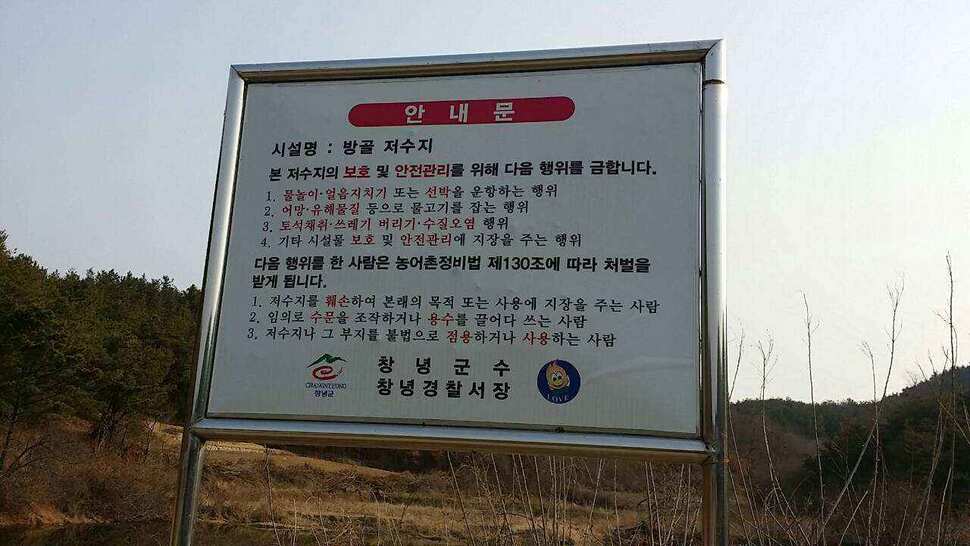 안내문
시설명 : 방골 저수지
본 저수지의 보호 및 안전관리를 위해 다음 행위를 금합니다.
1. 물놀이·얼음지치기 또는 선박을 운항하는 행위
2. 어망·유해물질 등으로 물고기를 잡는 행위
3. 토석채취·쓰레기 버리기·수질오염 행위
4. 기타 시설물 보호 및 안전관리에 지장을 주는 행위
다음 행위를 한 사람은 농어촌정비법 제130조에 따라 처벌을
받게 됩니다.
1. 저수지를 훼손하여 본래의 목적 또는 사용에 지장을 주는 사람
2. 임의로 수문을 조작하거나 용수를 끌어다 쓰는 사람
3. 저수지나 그 부지를 불법으로 점용하거나 사용하는 사람
창녕군수
창녕경찰서장
CHANGNYEONG
창녕군
LOVE